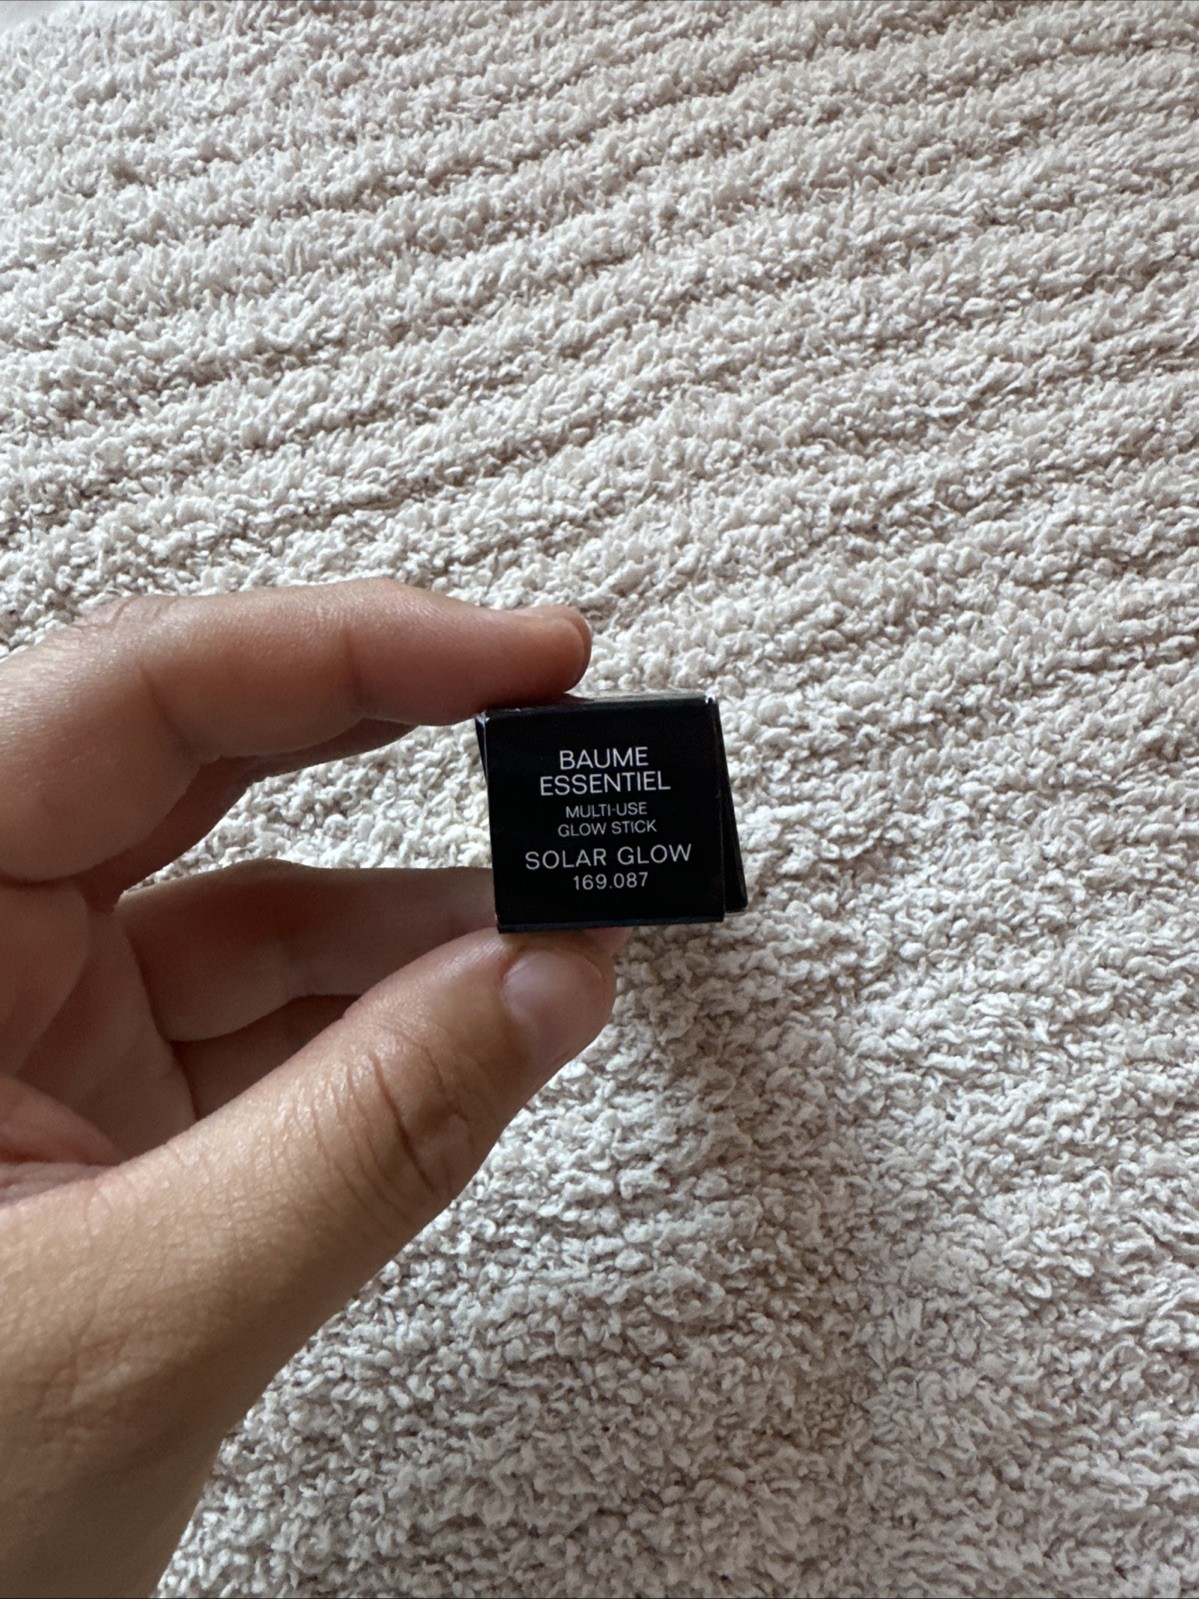 BAUME
ESSENTIEL
MULTI-USE
GLOW STICK
SOLAR GLOW
169.087